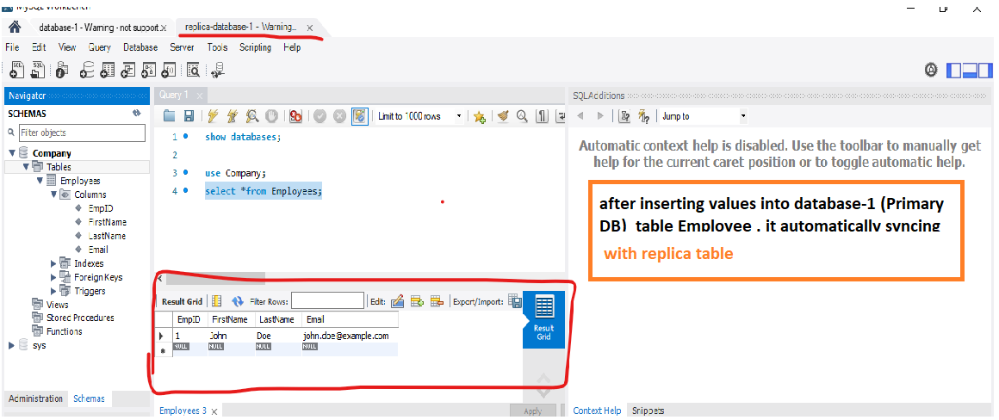 MySQL Workbench
database-1 - Warning - not support x
replica-database-1 - Warning... x
File Edit View Query Database Server Tools Scripting Help
Navigator
SCHEMAS
Filter objects
Company
Tables
Employees
Columns
EmpID
FirstName
LastName
Email
Indexes
Foreign Keys
Triggers
Views
Stored Procedures
Functions
sys
Administration Schemas
Query 1 x
Limit to 1000 rows
1 show databases;
2
3 use Company;
4 select *from Employees;
Result Grid Filter Rows: Edit: Export/Import:
EmpID FirstName LastName Email
1 John Doe john.doe@example.com
NULL NULL NULL NULL
Result
Grid
Employees 3 x
Apply
SQLAdditions
Jump to
Automatic context help is disabled. Use the toolbar to manually get
help for the current caret position or to toggle automatic help.
after inserting values into database-1 (Primary
DB) table Employee , it automatically syncing
with replica table
Context Help Snippets